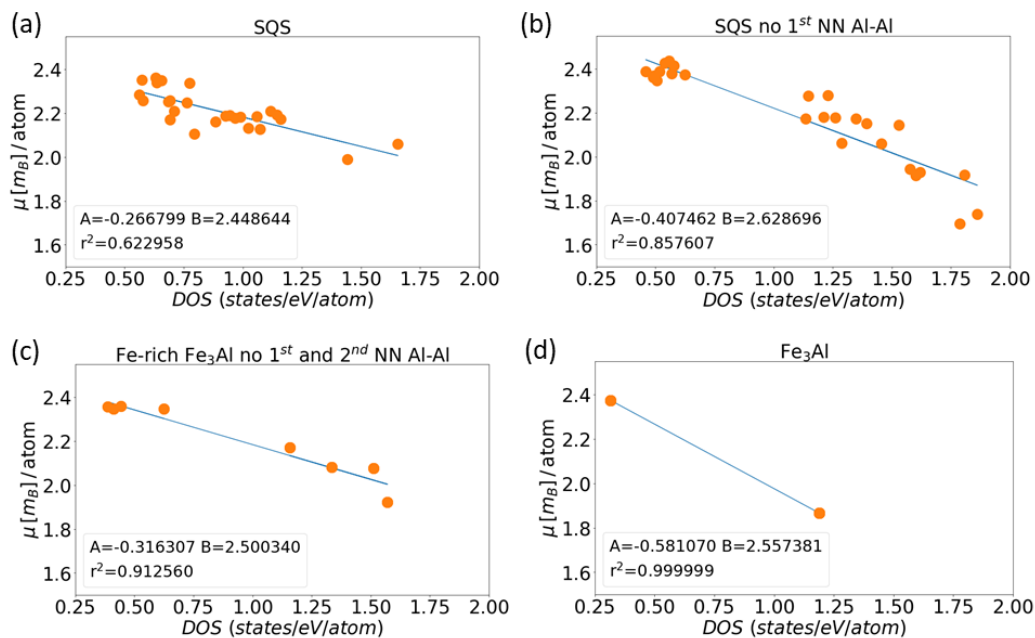 (a)
SQS
μ [m_B] / atom
2.4
2.2
2.0
1.8
1.6
A=-0.266799 B=2.448644
r²=0.622958
0.25 0.50 0.75 1.00 1.25 1.50 1.75 2.00
DOS (states/eV/atom)
(b)
SQS no 1ˢᵗ NN Al-Al
μ [m_B] / atom
2.4
2.2
2.0
1.8
1.6
A=-0.407462 B=2.628696
r²=0.857607
0.25 0.50 0.75 1.00 1.25 1.50 1.75 2.00
DOS (states/eV/atom)
(c)
Fe-rich Fe₃Al no 1ˢᵗ and 2ⁿᵈ NN Al-Al
μ [m_B] / atom
2.4
2.2
2.0
1.8
1.6
A=-0.316307 B=2.500340
r²=0.912560
0.25 0.50 0.75 1.00 1.25 1.50 1.75 2.00
DOS (states/eV/atom)
(d)
Fe₃Al
μ [m_B] / atom
2.4
2.2
2.0
1.8
1.6
A=-0.581070 B=2.557381
r²=0.999999
0.25 0.50 0.75 1.00 1.25 1.50 1.75 2.00
DOS (states/eV/atom)